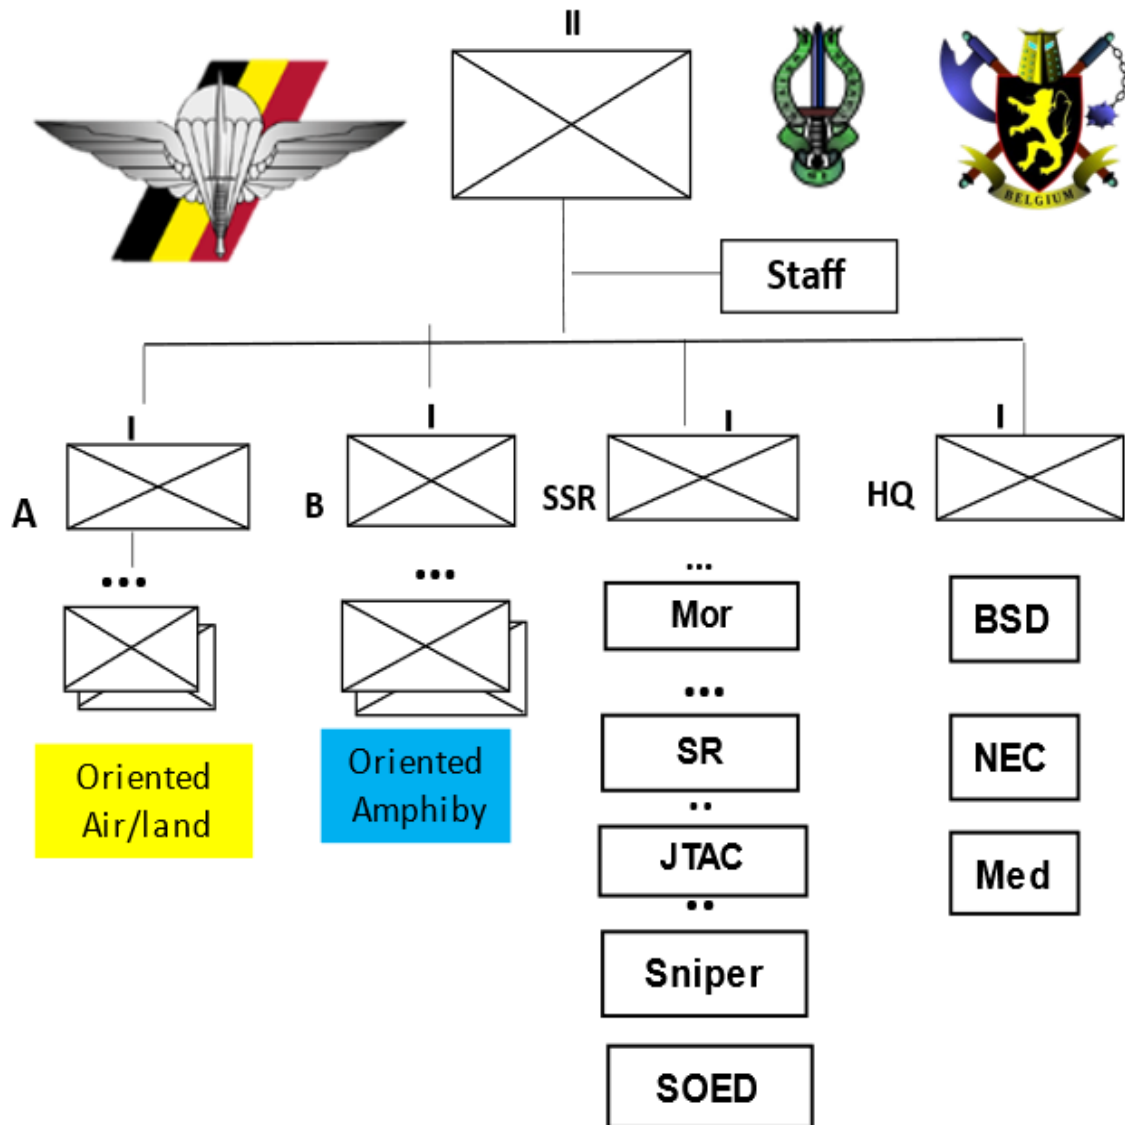 II
BELGIUM
Staff
I
I
I
I
A
B
SSR
HQ
Mor
BSD
SR
NEC
Oriented
Air/land
Oriented
Amphiby
JTAC
Med
Sniper
SOED